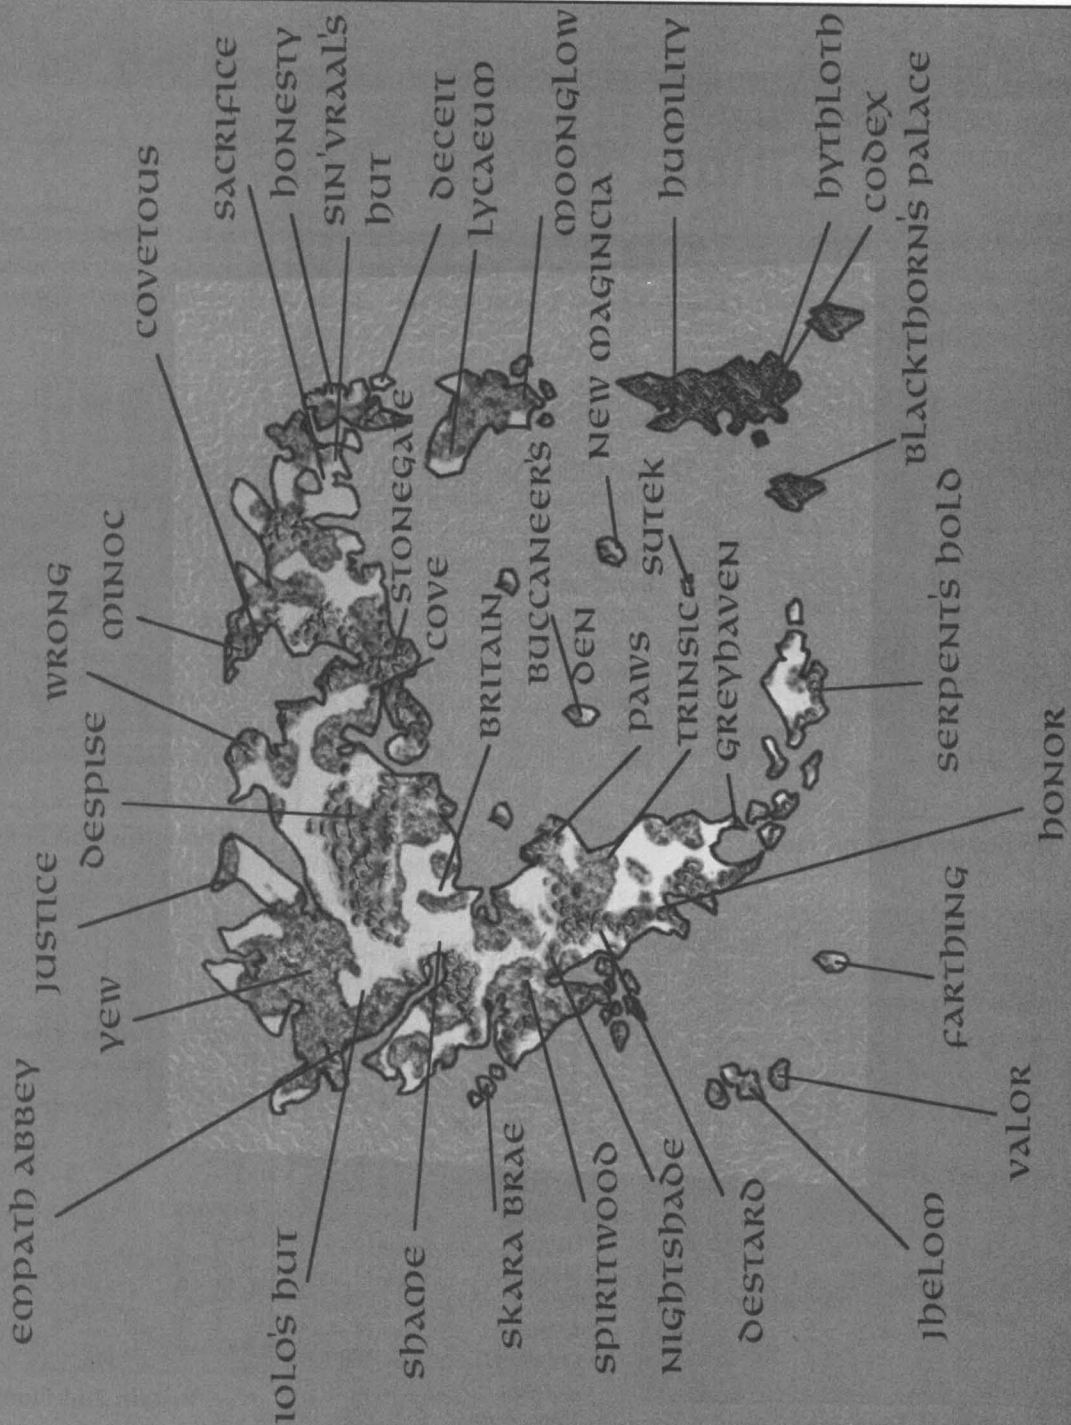 EMPATH ABBEY
JUSTICE
WRONG
YEW
DESPISE
MINOC
COVETOUS
SACRIFICE
IOLO'S HUT
HONESTY
SIN'VRAAL'S
HUT
SHAME
STONEGATE
COVE
DECEIT
LYCAEUM
BRITAIN
SKARA BRAE
BUCCANEER'S
DEN
MOONGLOW
NEW MAGINCIA
SPIRITWOOD
PAWS
SUTEK
NIGHTSHADE
HUMILITY
TRINSIC
GREYHAVEN
DESTARD
HYTHLOTH
CODEX
BLACKTHORN'S PALACE
JHELOM
SERPENT'S HOLD
FARTHING
VALOR
HONOR